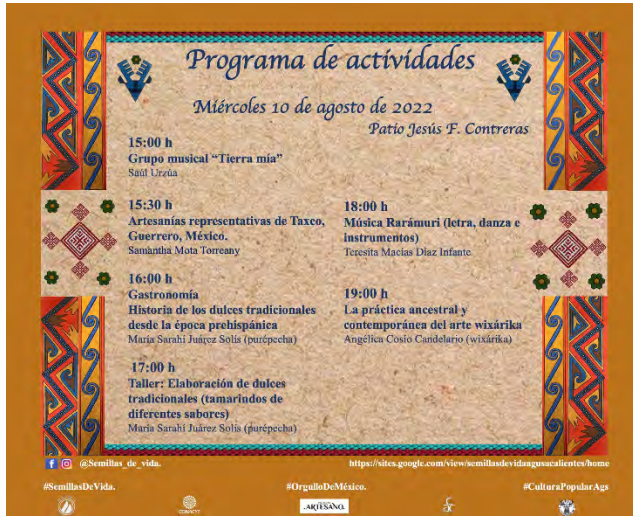 Programa de actividades
Miércoles 10 de agosto de 2022
Patio Jesús F. Contreras
15:00 h
Grupo musical “Tierra mía”
Saúl Urzúa
15:30 h
Artesanías representativas de Taxco,
Guerrero, México.
Samantha Mota Torreany
16:00 h
Gastronomía
Historia de los dulces tradicionales
desde la época prehispánica
María Sarahí Juárez Solís (purépecha)
17:00 h
Taller: Elaboración de dulces
tradicionales (tamarindos de
diferentes sabores)
María Sarahí Juárez Solís (purépecha)
18:00 h
Música Rarámuri (letra, danza e
instrumentos)
Teresita Macías Díaz Infante
19:00 h
La práctica ancestral y
contemporánea del arte wixárika
Angélica Cosío Candelario (wixárika)
@Semillas_de_vida.
https://sites.google.com/view/semillasdevidaagusacalientes/home
#SemillasDeVida.
#OrgulloDeMéxico.
#CulturaPopularAgs
ARTESANO.